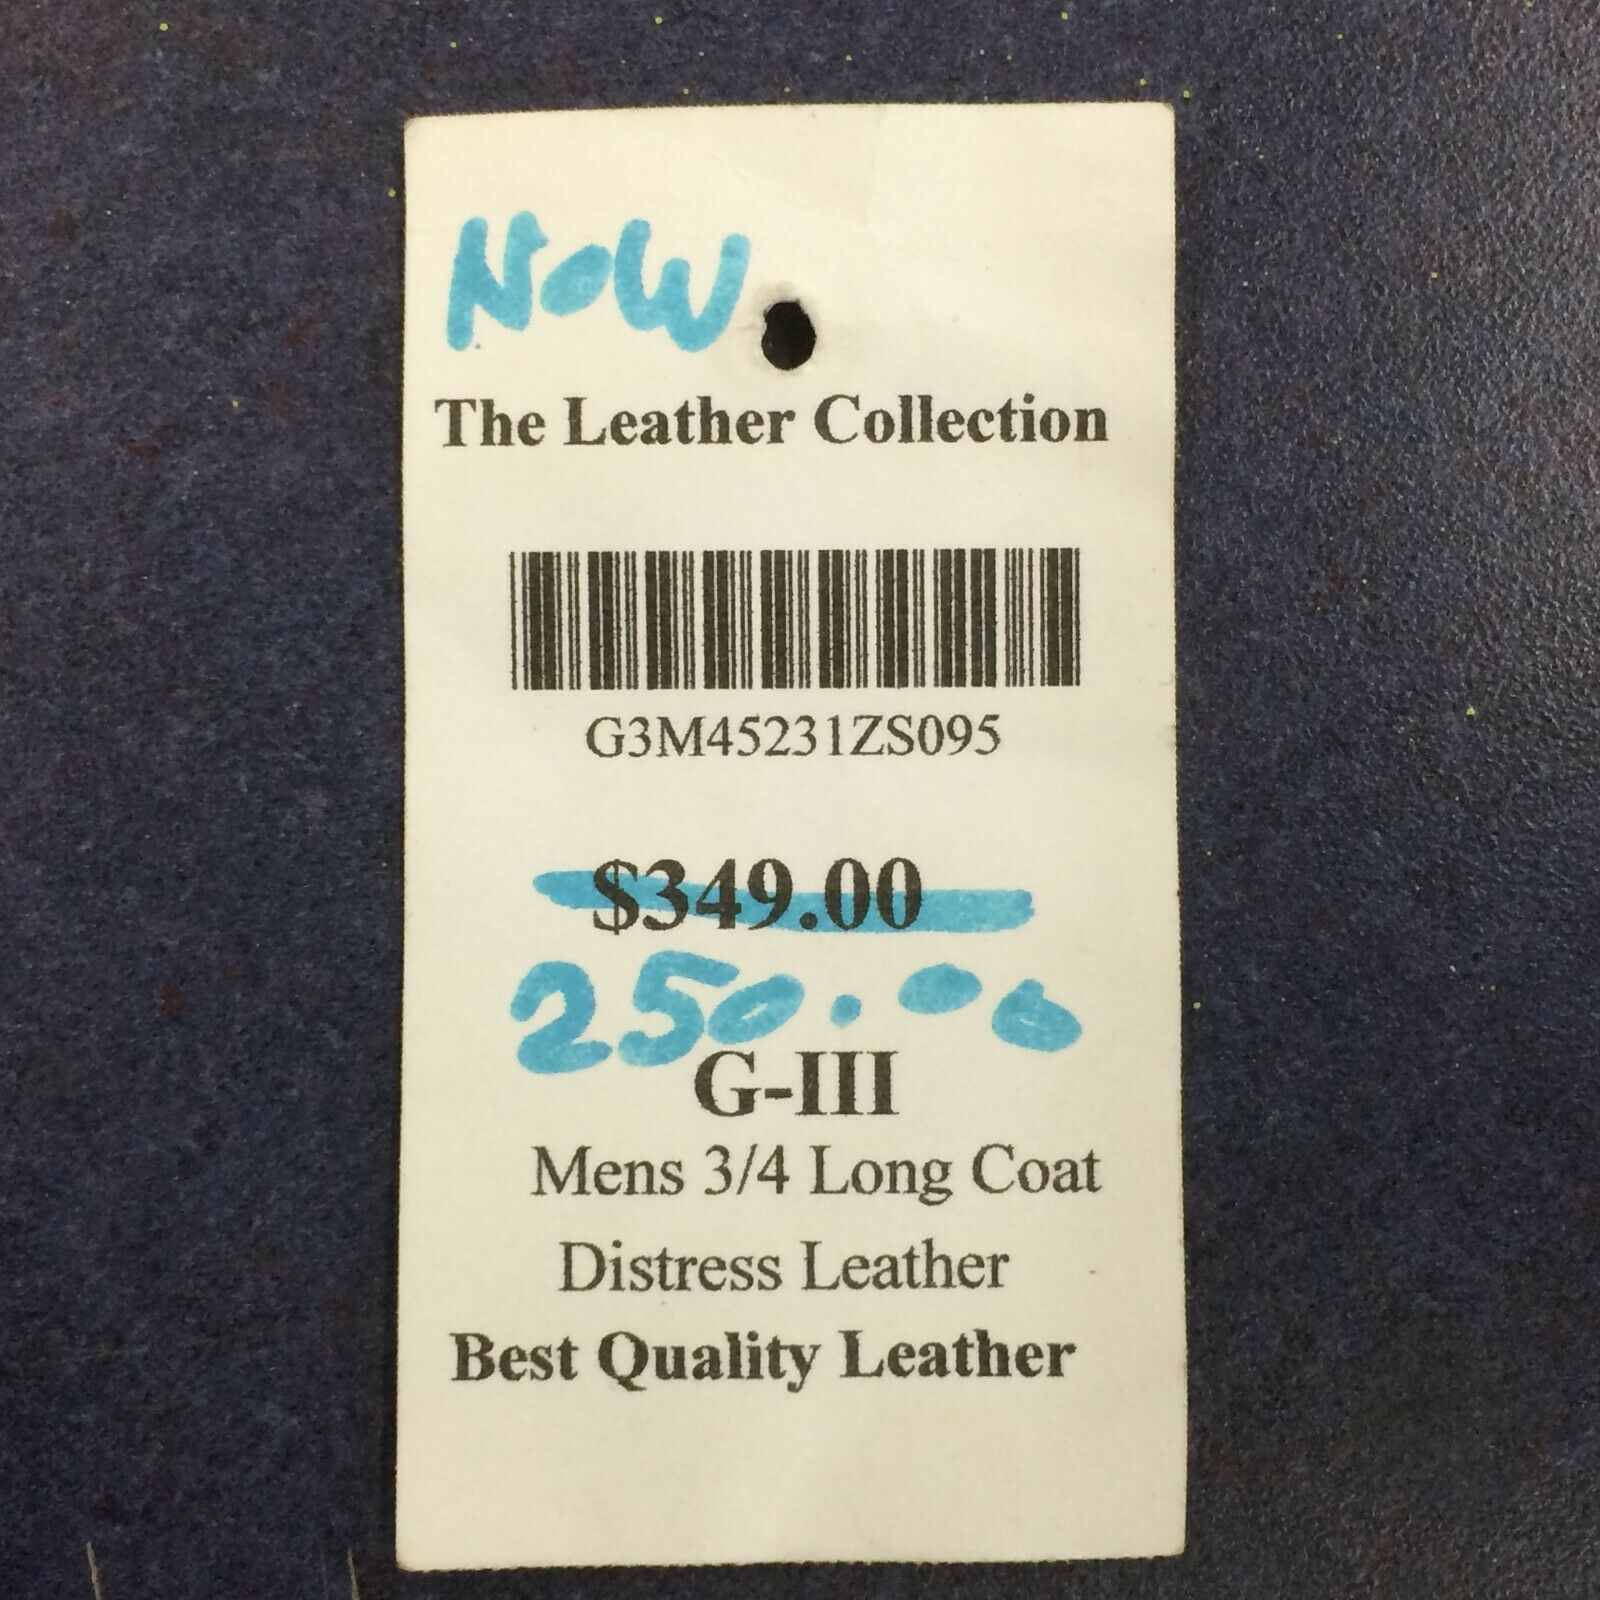 NOW
The Leather Collection
G3M45231ZS095
$349.00
250.00
G-III
Mens 3/4 Long Coat
Distress Leather
Best Quality Leather